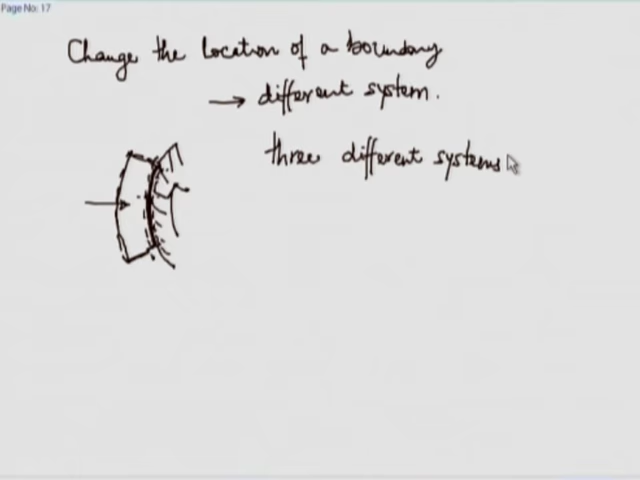 Page No: 17
Change the location of a boundary
→ different system.
three different systems